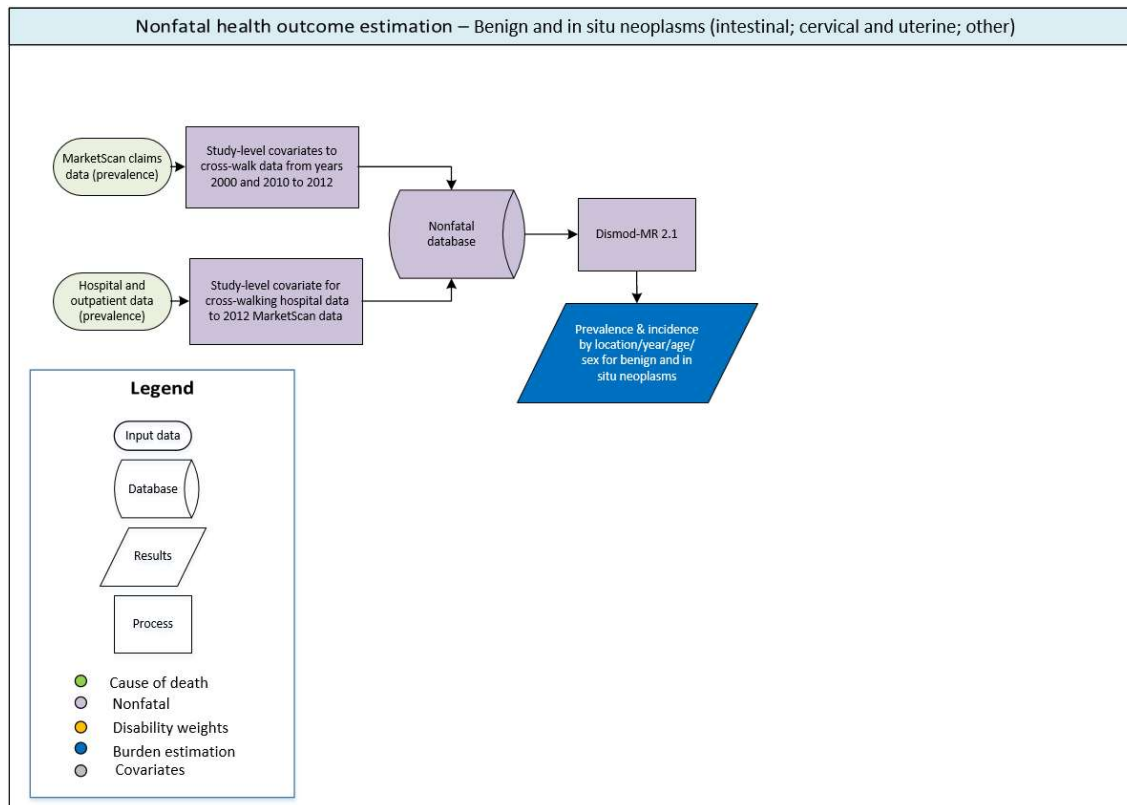 Nonfatal health outcome estimation – Benign and in situ neoplasms (intestinal; cervical and uterine; other)
MarketScan claims
data (prevalence)
Study-level covariates to
cross-walk data from years
2000 and 2010 to 2012
Nonfatal
database
Dismod-MR 2.1
Hospital and
outpatient data
(prevalence)
Study-level covariate for
cross-walking hospital data
to 2012 MarketScan data
Prevalence & incidence
by location/year/age/
sex for benign and in
situ neoplasms
Legend
Input data
Database
Results
Process
Cause of death
Nonfatal
Disability weights
Burden estimation
Covariates